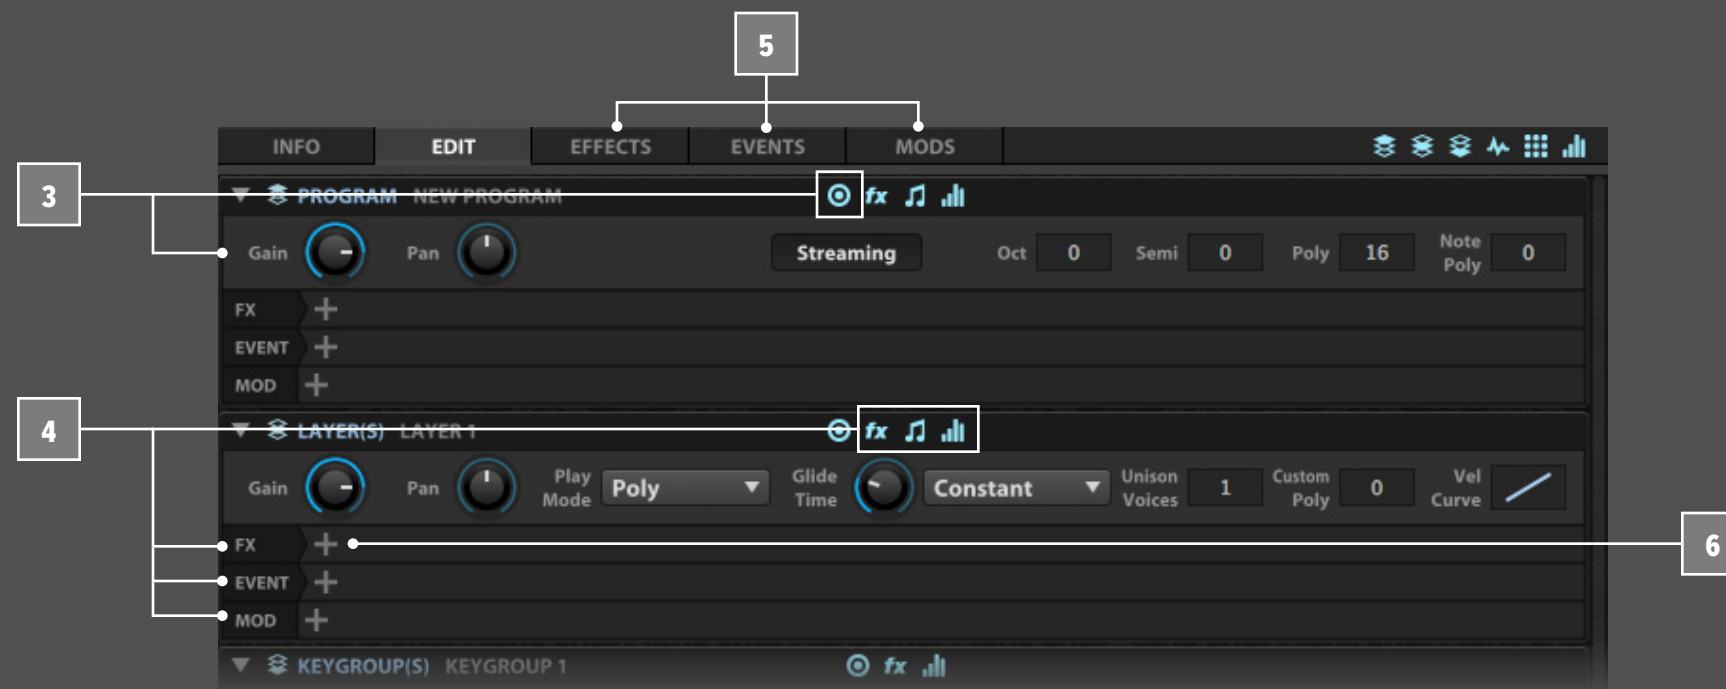 5
INFO EDIT EFFECTS EVENTS MODS
3
PROGRAM NEW PROGRAM fx
Gain Pan Streaming Oct 0 Semi 0 Poly 16 Note Poly 0
FX
EVENT
MOD
4
LAYER(S) LAYER 1 fx
Gain Pan Play Mode Poly Glide Time Constant Unison Voices 1 Custom Poly 0 Vel Curve
FX
6
EVENT
MOD
KEYGROUP(S) KEYGROUP 1 fx